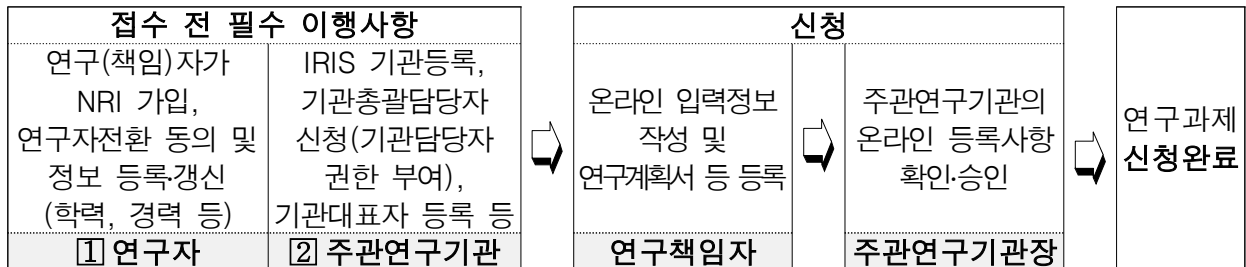 접수 전 필수 이행사항
연구(책임)자가
NRI 가입,
연구자전환 동의 및
정보 등록·갱신
(학력, 경력 등)
1 연구자
IRIS 기관등록,
기관총괄담당자
신청(기관담당자
권한 부여),
기관대표자 등록 등
2 주관연구기관
신청
온라인 입력정보
작성 및
연구계획서 등 등록
연구책임자
주관연구기관의
온라인 등록사항
확인·승인
주관연구기관장
연구과제
신청완료